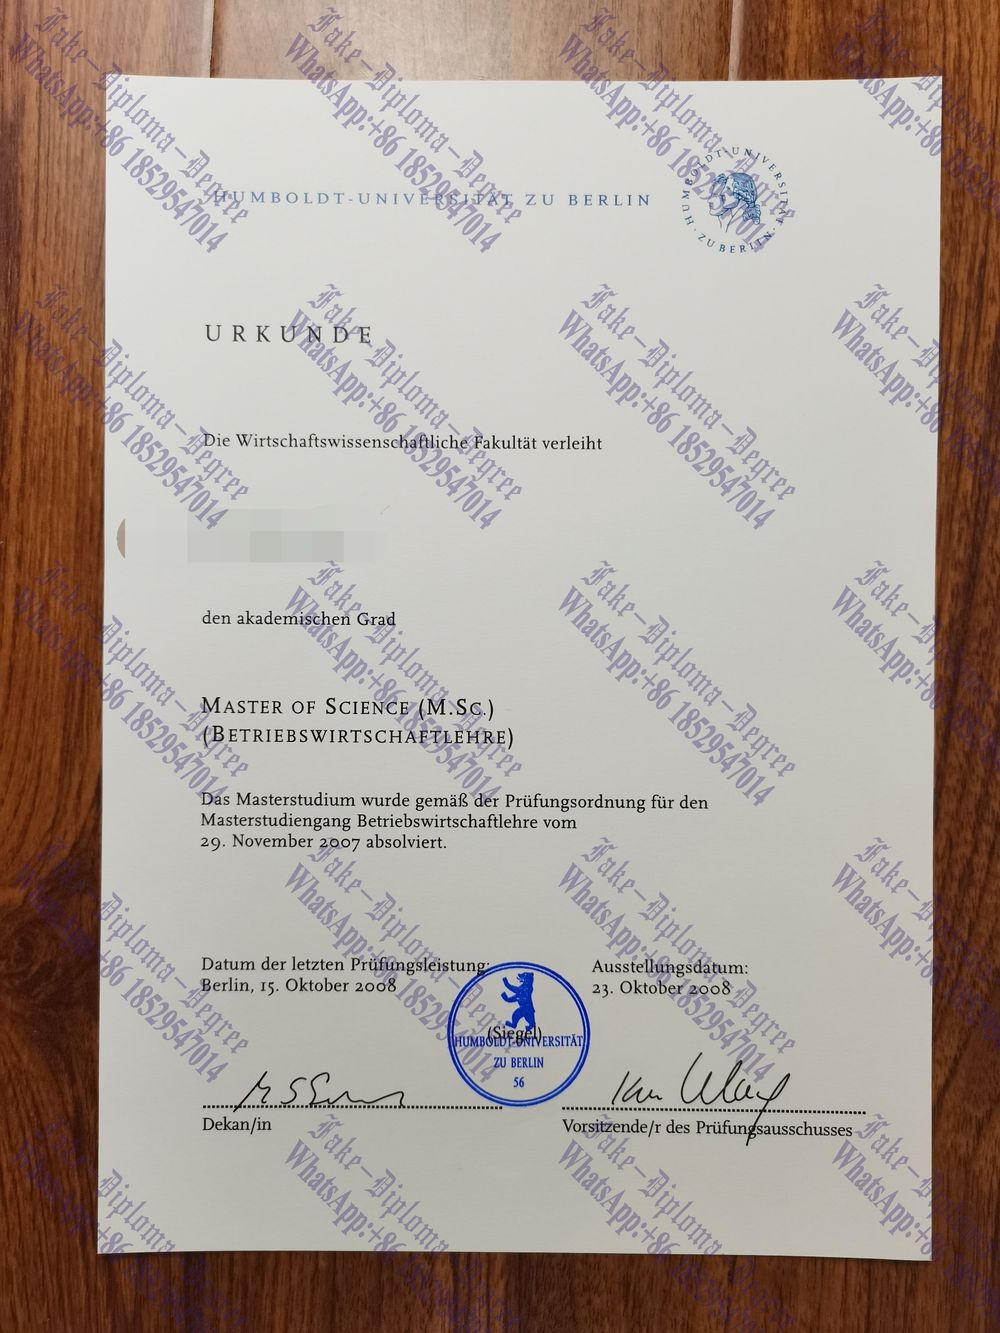 HUMBOLDT-UNIVERSITÄT ZU BERLIN
HUMBOLDT-UNIVERSITÄT · ZU BERLIN ·
URKUNDE
Die Wirtschaftswissenschaftliche Fakultät verleiht
den akademischen Grad
MASTER OF SCIENCE (M.SC.)
(BETRIEBSWIRTSCHAFTLEHRE)
Das Masterstudium wurde gemäß der Prüfungsordnung für den
Masterstudiengang Betriebswirtschaftlehre vom
29. November 2007 absolviert.
Datum der letzten Prüfungsleistung:
Berlin, 15. Oktober 2008
Ausstellungsdatum:
23. Oktober 2008
(Siegel)
HUMBOLDT-UNIVERSITÄT
ZU BERLIN
56
Dekan/in
Vorsitzende/r des Prüfungsausschusses
Fake-Diploma-Degree
WhatsApp:+86 18529547014